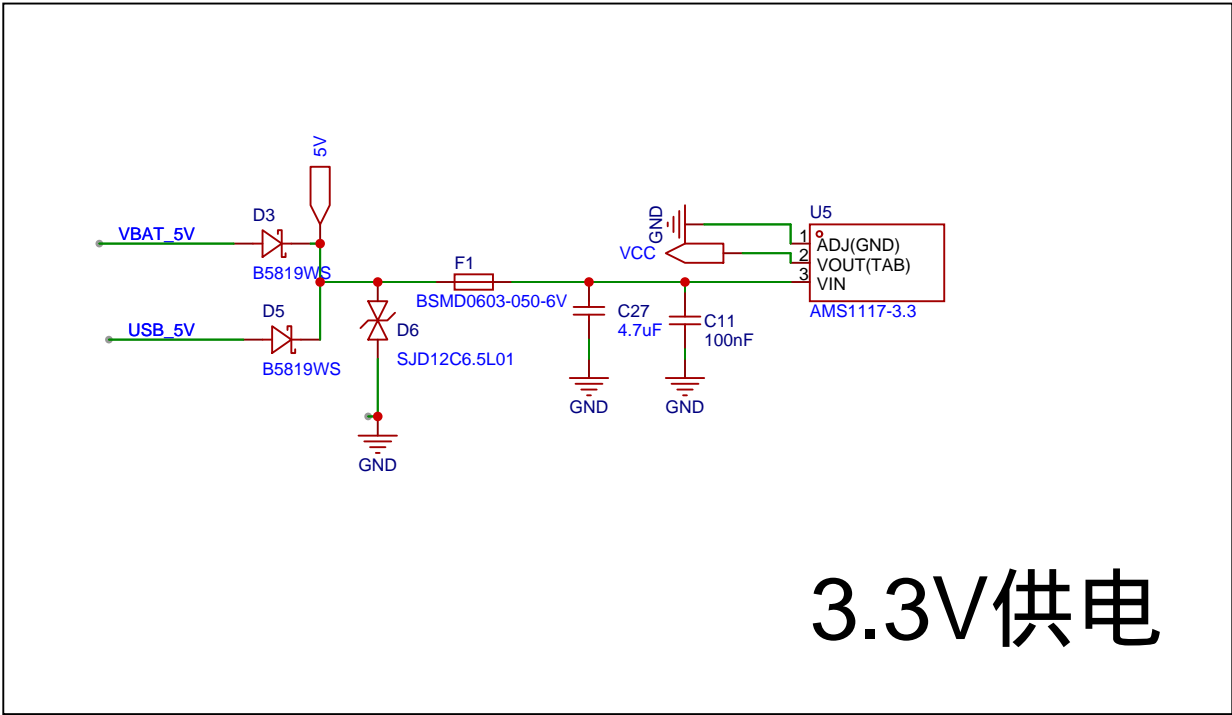 5V
D3
VBAT_5V
B5819WS
D5
USB_5V
B5819WS
D6
SJD12C6.5L01
GND
F1
BSMD0603-050-6V
C27
4.7uF
GND
C11
100nF
GND
GND
VCC
U5
1
ADJ(GND)
2
VOUT(TAB)
3
VIN
AMS1117-3.3
3.3V供电